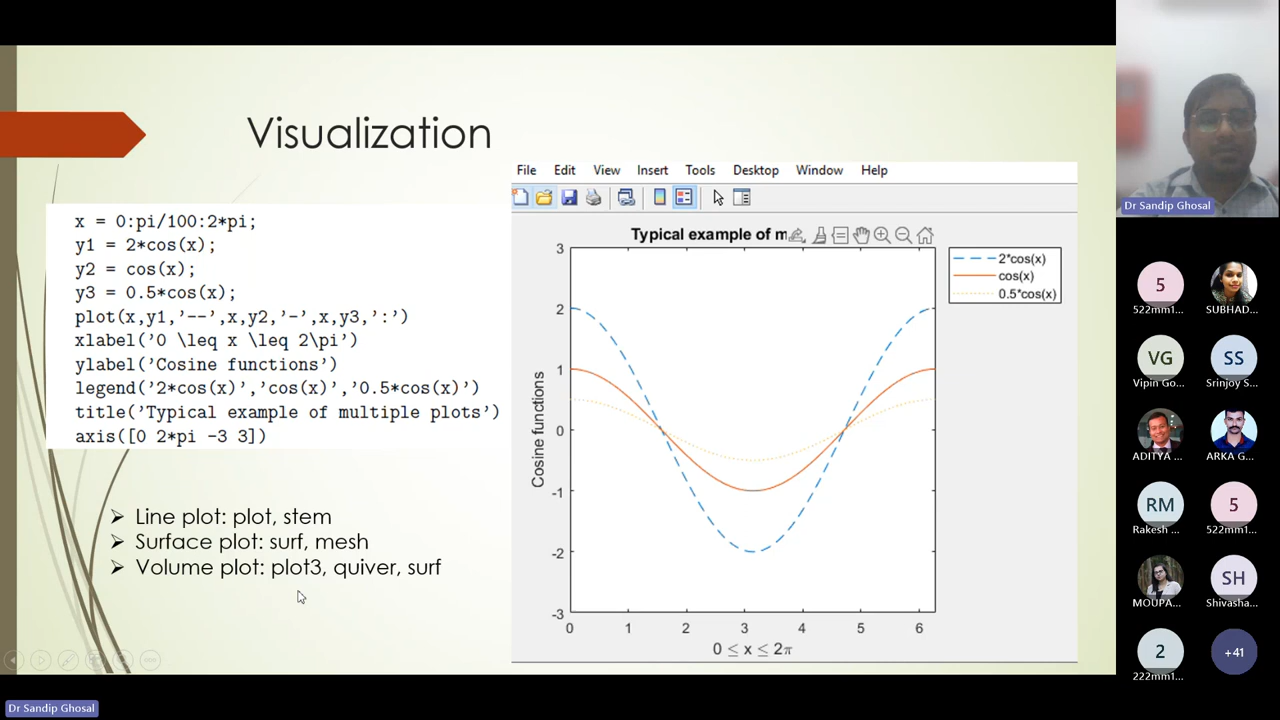 Visualization
x = 0:pi/100:2*pi;
y1 = 2*cos(x);
y2 = cos(x);
y3 = 0.5*cos(x);
plot(x,y1,'--',x,y2,'-',x,y3,':')
xlabel('0 \leq x \leq 2\pi')
ylabel('Cosine functions')
legend('2*cos(x)','cos(x)','0.5*cos(x)')
title('Typical example of multiple plots')
axis([0 2*pi -3 3])
➢ Line plot: plot, stem
➢ Surface plot: surf, mesh
➢ Volume plot: plot3, quiver, surf
File Edit View Insert Tools Desktop Window Help
Typical example of m
3
2
1
0
-1
-2
-3
Cosine functions
0 1 2 3 4 5 6
0 ≤ x ≤ 2π
2*cos(x)
cos(x)
0.5*cos(x)
Dr Sandip Ghosal
5
522mm1...
SUBHAD...
VG
Vipin Go...
SS
Srinjoy S...
ADITYA ...
ARKA G...
RM
Rakesh ...
5
522mm1...
MOUPA...
SH
Shivasha...
2
222mm1...
+41
Dr Sandip Ghosal